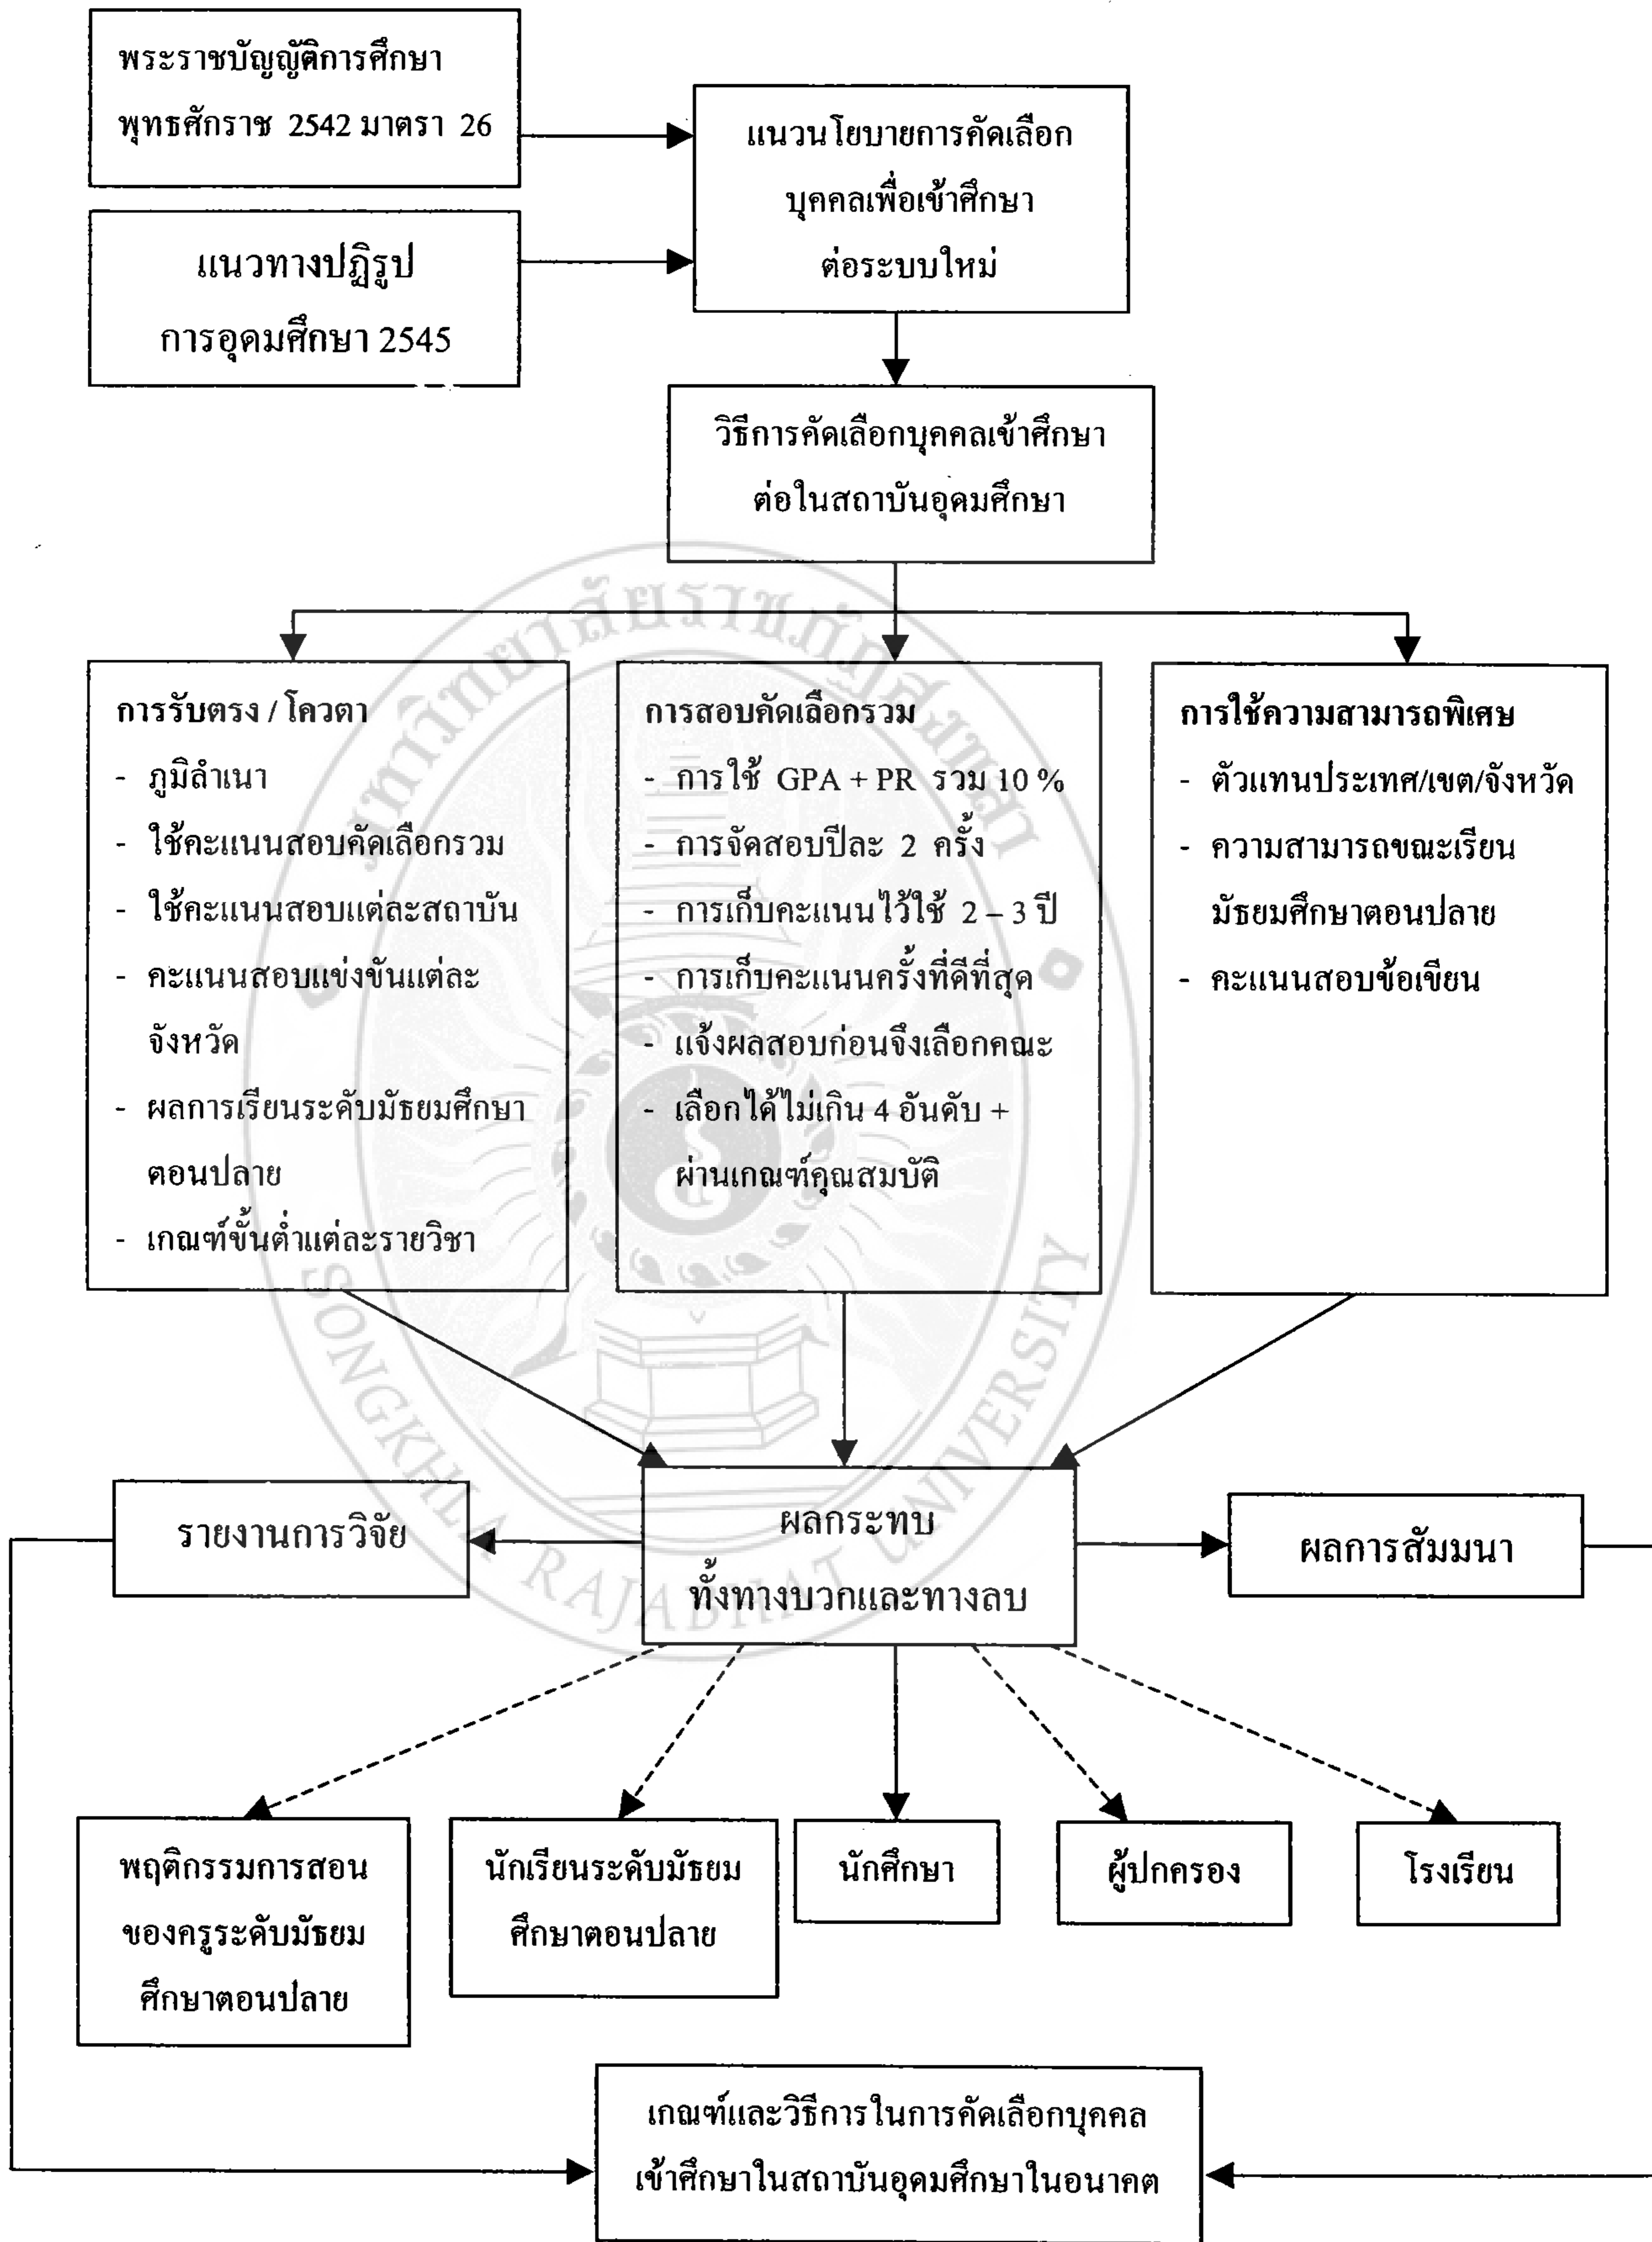 พระราชบัญญัติการศึกษา
พุทธศักราช 2542 มาตรา 26
แนวทางปฏิรูป
การอุดมศึกษา 2545
แนวนโยบายการคัดเลือก
บุคคลเพื่อเข้าศึกษา
ต่อระบบใหม่
วิธีการคัดเลือกบุคคลเข้าศึกษา
ต่อในสถาบันอุดมศึกษา
การรับตรง / โควตา
- ภูมิลำเนา
- ใช้คะแนนสอบคัดเลือกรวม
- ใช้คะแนนสอบแต่ละสถาบัน
- คะแนนสอบแข่งขันแต่ละ
จังหวัด
- ผลการเรียนระดับมัธยมศึกษา
ตอนปลาย
- เกณฑ์ขั้นต่ำแต่ละรายวิชา
การสอบคัดเลือกรวม
- การใช้ GPA + PR รวม 10 %
- การจัดสอบปีละ 2 ครั้ง
- การเก็บคะแนนไว้ใช้ 2 – 3 ปี
- การเก็บคะแนนครั้งที่ดีที่สุด
- แจ้งผลสอบก่อนจึงเลือกคณะ
- เลือกได้ไม่เกิน 4 อันดับ +
ผ่านเกณฑ์คุณสมบัติ
การใช้ความสามารถพิเศษ
- ตัวแทนประเทศ/เขต/จังหวัด
- ความสามารถขณะเรียน
มัธยมศึกษาตอนปลาย
- คะแนนสอบข้อเขียน
รายงานการวิจัย
ผลกระทบ
ทั้งทางบวกและทางลบ
ผลการสัมมนา
พฤติกรรมการสอน
ของครูระดับมัธยม
ศึกษาตอนปลาย
นักเรียนระดับมัธยม
ศึกษาตอนปลาย
นักศึกษา
ผู้ปกครอง
โรงเรียน
เกณฑ์และวิธีการในการคัดเลือกบุคคล
เข้าศึกษาในสถาบันอุดมศึกษาในอนาคต
มหาวิทยาลัยราชภัฏสงขลา
SONGKHLA RAJABHAT UNIVERSITY